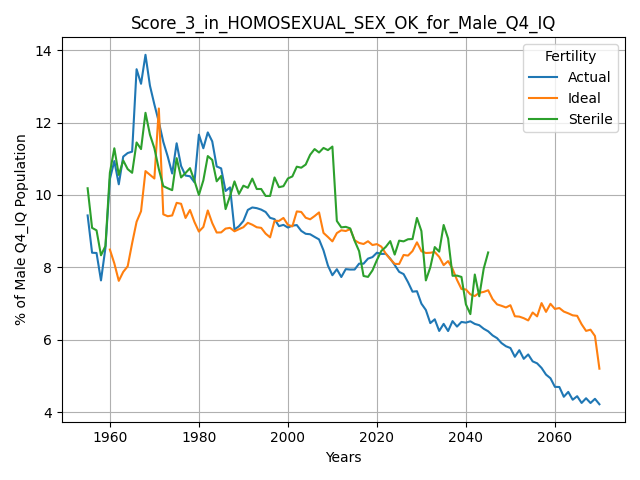 Score_3_in_HOMOSEXUAL_SEX_OK_for_Male_Q4_IQ
% of Male Q4_IQ Population
14
12
10
8
6
4
Fertility
Actual
Ideal
Sterile
1960 1980 2000 2020 2040 2060
Years